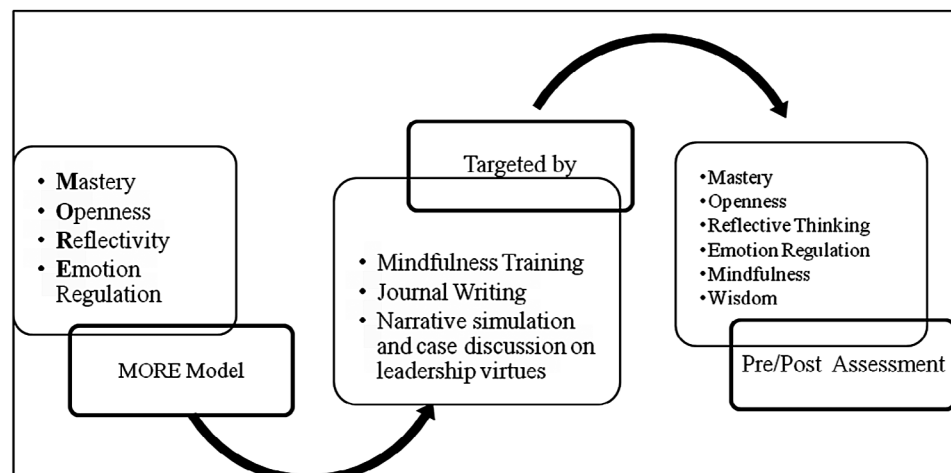 • Mastery
• Openness
• Reflectivity
• Emotion
Regulation
MORE Model
Targeted by
• Mindfulness Training
• Journal Writing
• Narrative simulation
and case discussion on
leadership virtues
•Mastery
•Openness
•Reflective Thinking
•Emotion Regulation
•Mindfulness
•Wisdom
Pre/Post Assessment